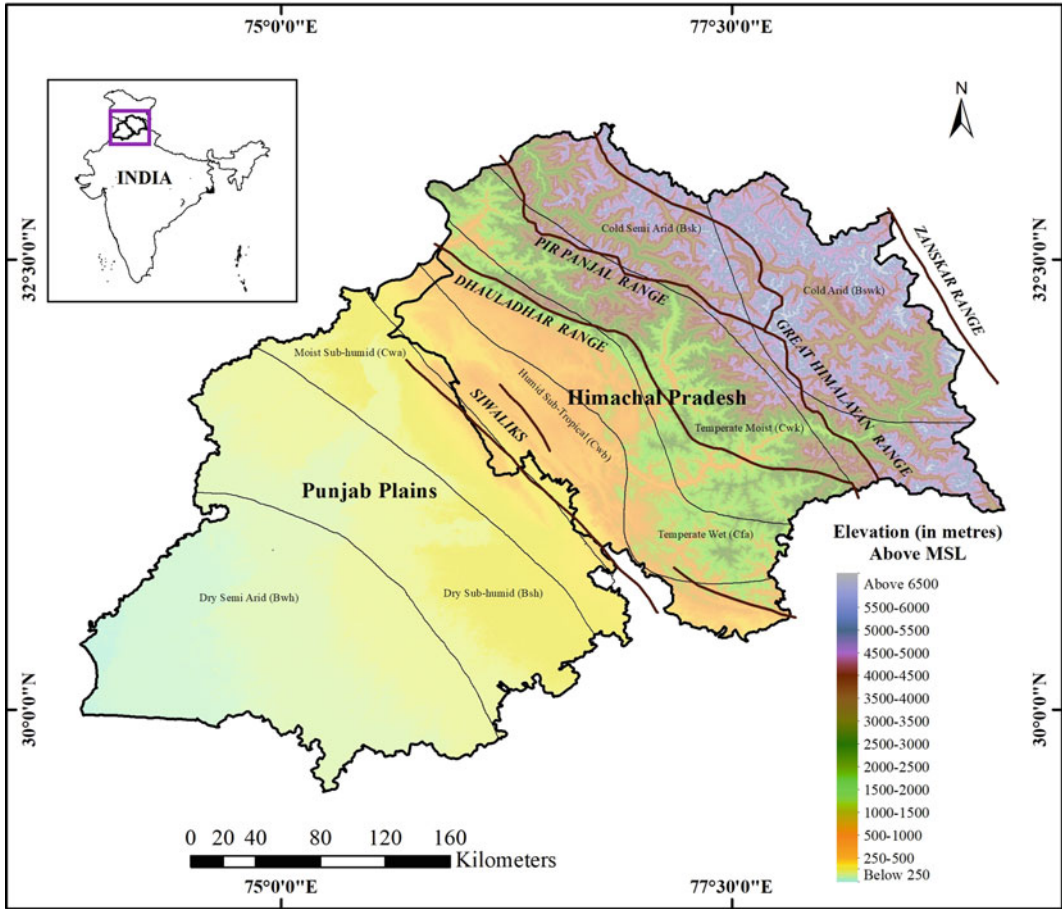 75°0'0"E
77°30'0"E
N
INDIA
32°30'0"N
32°30'0"N
ZANSKAR RANGE
Cold Semi Arid (Bsk)
PIR PANJAL RANGE
Cold Arid (Bswk)
DHAULADHAR RANGE
GREAT HIMALAYAN RANGE
Moist Sub-humid (Cwa)
Humid Sub-Tropical (Cwb)
SIWALIKS
Himachal Pradesh
Temperate Moist (Cwk)
Punjab Plains
Temperate Wet (Cfa)
Dry Semi Arid (Bwh)
Dry Sub-humid (Bsh)
Elevation (in metres)
Above MSL
Above 6500
5500-6000
5000-5500
4500-5000
4000-4500
3500-4000
3000-3500
2500-3000
2000-2500
1500-2000
1000-1500
500-1000
250-500
Below 250
30°0'0"N
30°0'0"N
0 20 40 80 120 160
Kilometers
75°0'0"E
77°30'0"E